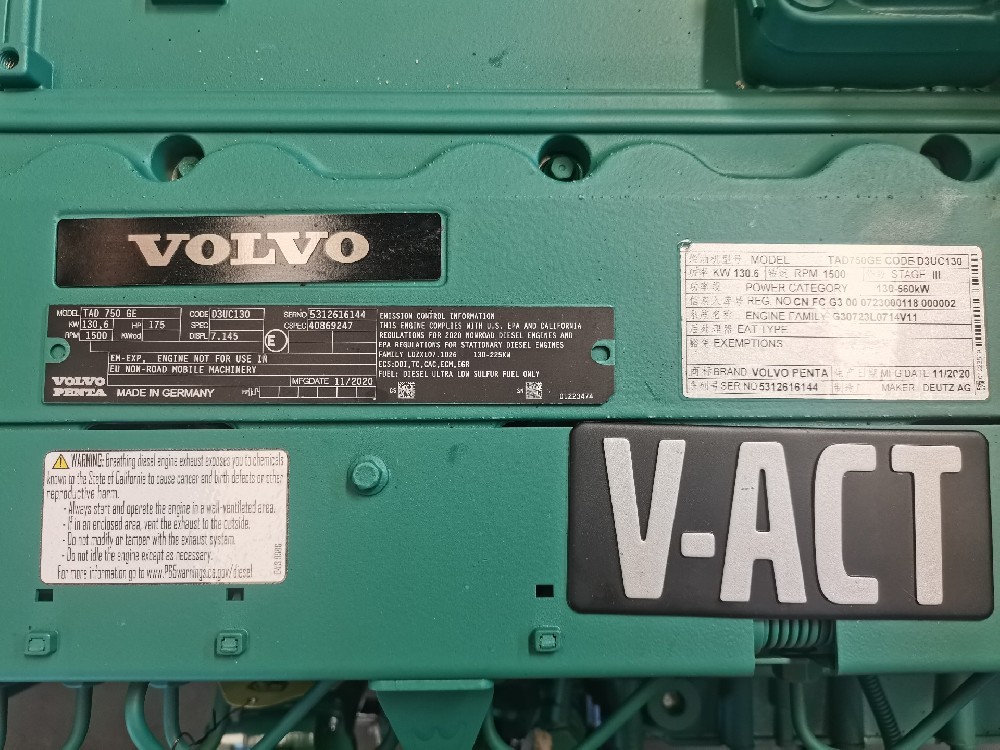 VOLVO
MODEL TAD 750 GE CODE D3UC130 SERNO 5312616144
KW 130,6 HP 175 SPEC CSPEC 40869247
RPM 1500 KWod DISPL 7.145
E
EM-EXP, ENGINE NOT FOR USE IN
EU NON-ROAD MOBILE MACHINERY
VOLVO
PENTA
MADE IN GERMANY
MFGDATE 11/2020
EMISSION CONTROL INFORMATION
THIS ENGINE COMPLIES WITH U.S. EPA AND CALIFORNIA
REGULATIONS FOR 2020 NONROAD DIESEL ENGINES AND
EPA REGULATIONS FOR STATIONARY DIESEL ENGINES
FAMILY LDZXL07.1026 130-225KW
ECS:DDI,TC,CAC,ECM,EGR
FUEL: DIESEL ULTRA LOW SULFUR FUEL ONLY
MODEL TAD750GE CODE D3UC130
KW 130.6 RPM 1500 STAGE III
POWER CATEGORY 130-560kW
REG. NO CN FC G3 00 0723000118 000002
ENGINE FAMILY G30723L0714V11
EAT TYPE
EXEMPTIONS
BRAND VOLVO PENTA DATE 11/2020
SER NO 5312616144 MAKER DEUTZ AG
WARNING: Breathing diesel engine exhaust exposes you to chemicals
known to the State of California to cause cancer and birth defects or other
reproductive harm.
- Always start and operate the engine in a well-ventilated area.
- If in an enclosed area, vent the exhaust to the outside.
- Do not modify or tamper with the exhaust system.
- Do not idle the engine except as necessary.
For more information go to www.P65warnings.ca.gov/diesel
V-ACT